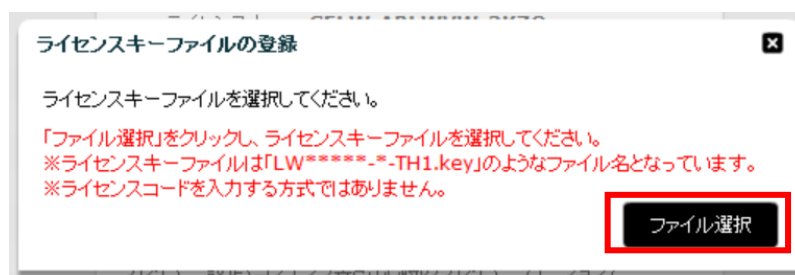 ライセンスキーファイルの登録
ライセンスキーファイルを選択してください。
「ファイル選択」をクリックし、ライセンスキーファイルを選択してください。
※ライセンスキーファイルは「LW*****-*-TH1.key」のようなファイル名となっています。
※ライセンスコードを入力する方式ではありません。
ファイル選択